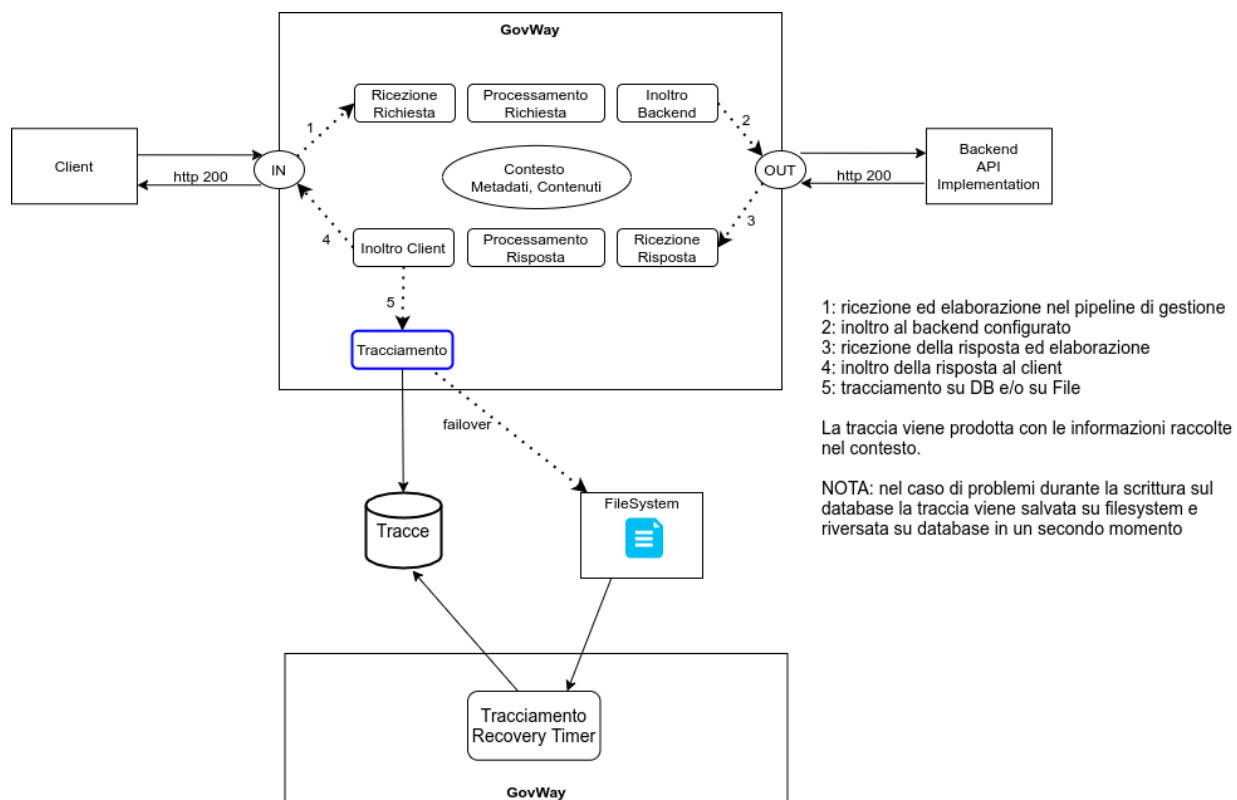 GovWay
Ricezione
Richiesta
Processamento
Richiesta
Inoltro
Backend
1
2
Client
http 200
IN
Contesto
Metadati, Contenuti
OUT
http 200
Backend
API
Implementation
4
Inoltro Client
Processamento
Risposta
Ricezione
Risposta
3
5
Tracciamento
1: ricezione ed elaborazione nel pipeline di gestione
2: inoltro al backend configurato
3: ricezione della risposta ed elaborazione
4: inoltro della risposta al client
5: tracciamento su DB e/o su File
La traccia viene prodotta con le informazioni raccolte
nel contesto.
NOTA: nel caso di problemi durante la scrittura sul
database la traccia viene salvata su filesystem e
riversata su database in un secondo momento
failover
FileSystem
Tracce
Tracciamento
Recovery Timer
GovWay